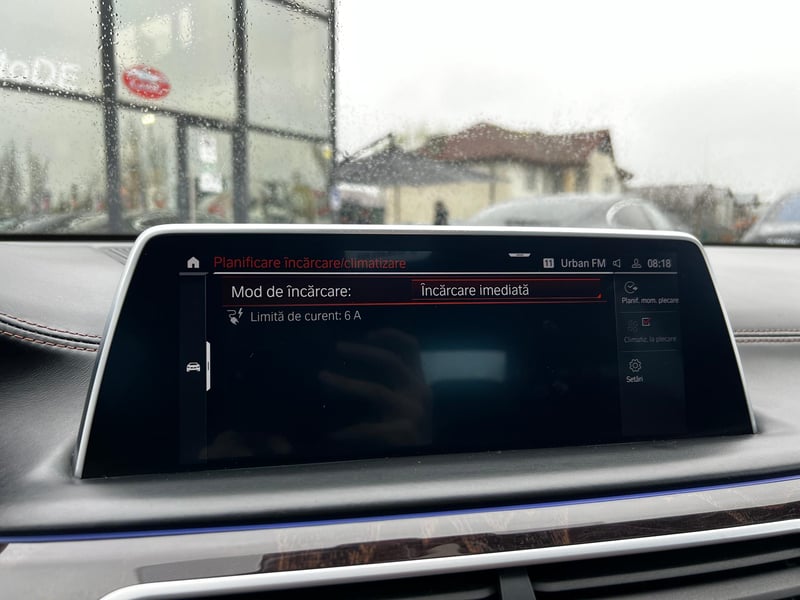 Planificare încărcare/climatizare
11 Urban FM 08:18
Mod de încărcare: Încărcare imediată
Limită de curent: 6 A
Planif. mom. plecare
Climatiz. la plecare
Setări